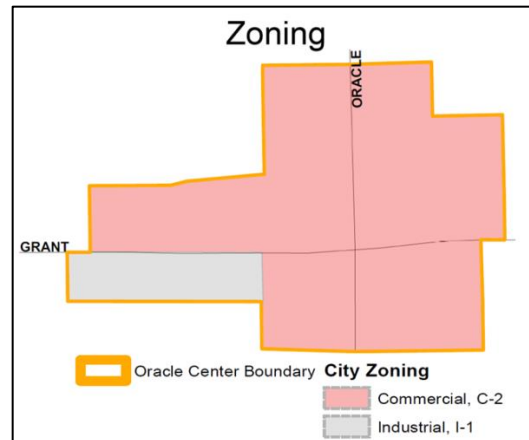 Zoning
ORACLE
GRANT
Oracle Center Boundary
City Zoning
Commercial, C-2
Industrial, I-1